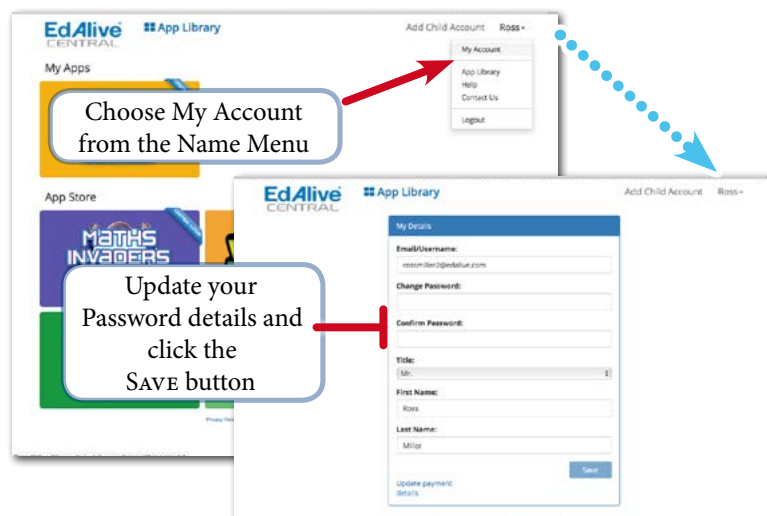 EdAlive
CENTRAL
App Library
Add Child Account Ross
My Account
App Library
Help
Contact Us
Logout
My Apps
Choose My Account
from the Name Menu
App Store
MATHS
INVADERS
Update your
Password details and
click the
SAVE button
EdAlive
CENTRAL
App Library
Add Child Account Ross
My Details
Email/Username:
rossmiller2@edalive.com
Change Password:
Confirm Password:
Title:
Mr.
First Name:
Ross
Last Name:
Miller
Save
Update payment
details